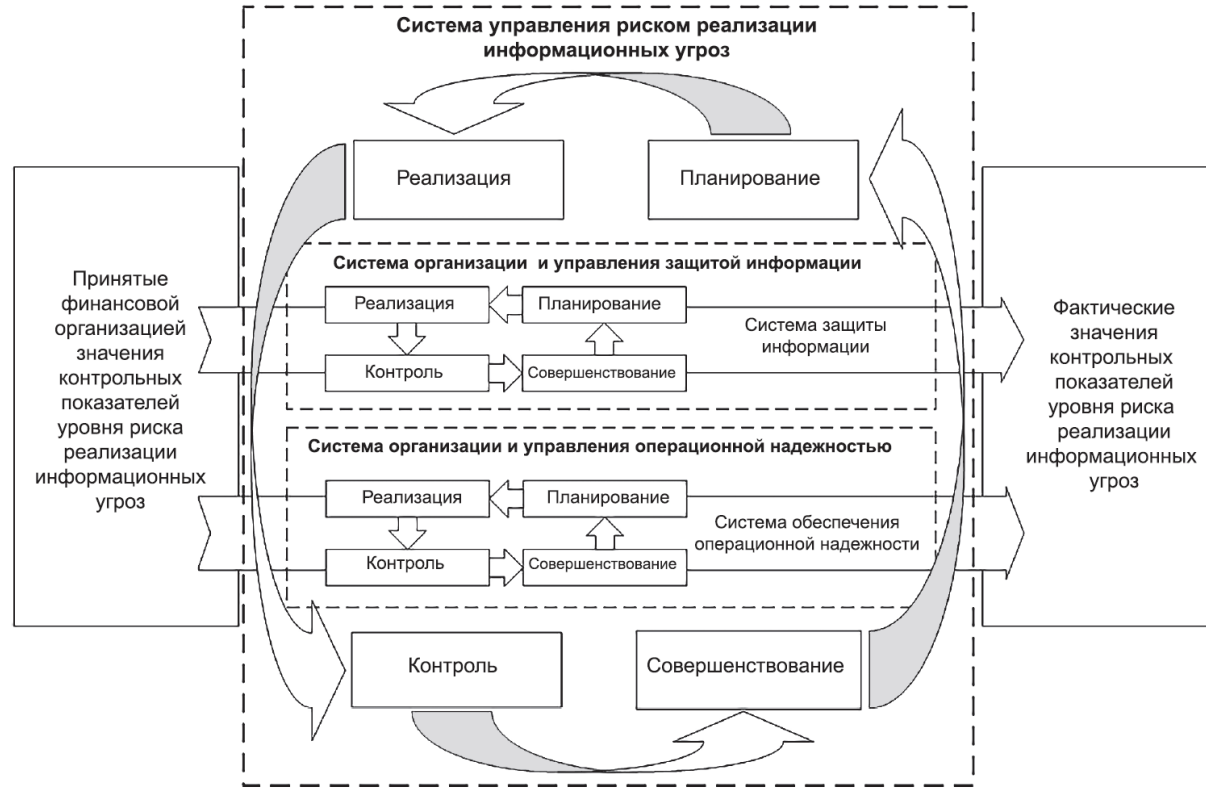 Система управления риском реализации
информационных угроз
Реализация
Планирование
Принятые
финансовой
организацией
значения
контрольных
показателей
уровня риска
реализации
информационных
угроз
Система организации и управления защитой информации
Реализация
Планирование
Контроль
Совершенствование
Система защиты
информации
Система организации и управления операционной надежностью
Реализация
Планирование
Контроль
Совершенствование
Система обеспечения
операционной надежности
Фактические
значения
контрольных
показателей
уровня риска
реализации
информационных
угроз
Контроль
Совершенствование